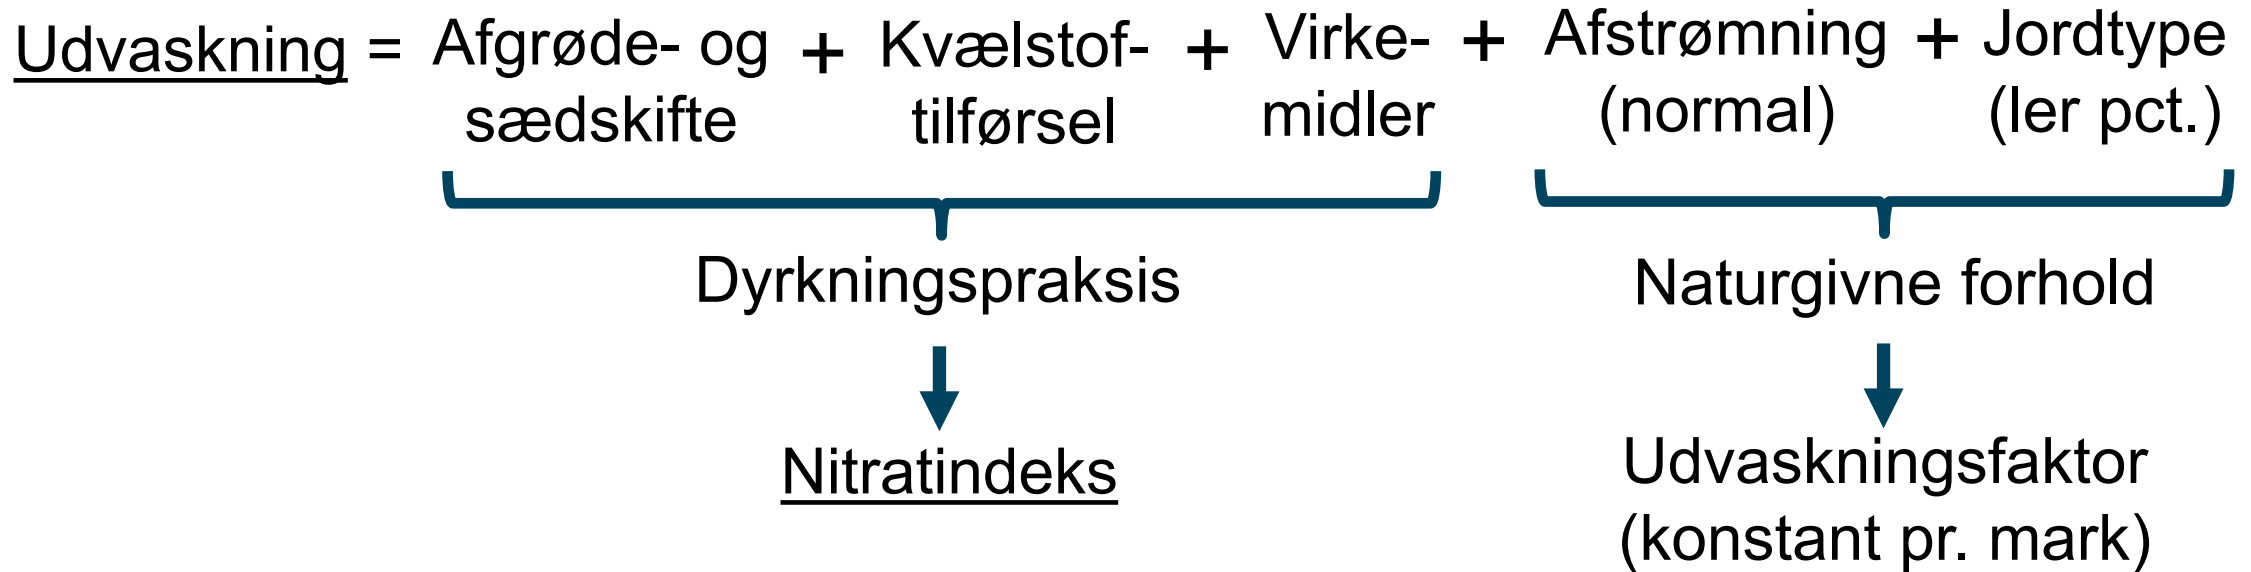 Udvaskning = Afgrøde- og + Kvælstof- + Virke- + Afstrømning + Jordtype
sædskifte tilførsel midler (normal) (ler pct.)
Dyrkningspraksis Naturgivne forhold
Nitratindeks Udvaskningsfaktor
(konstant pr. mark)